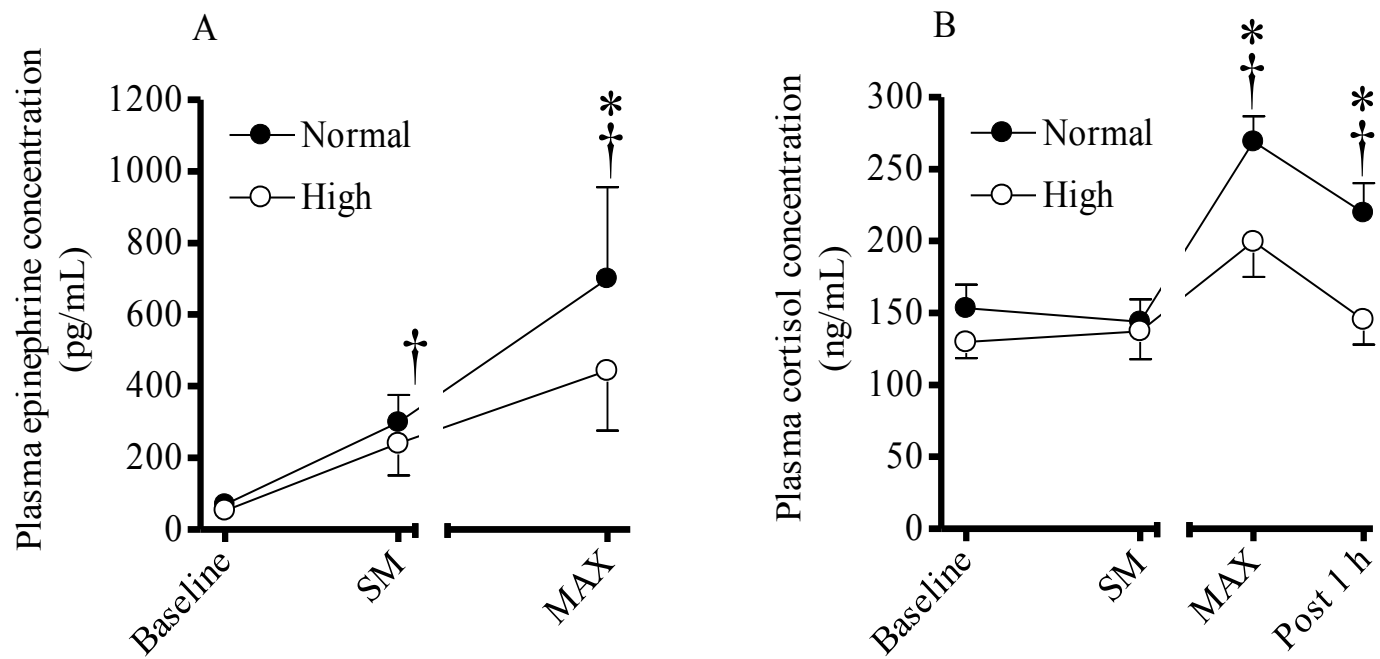 A
Plasma epinephrine concentration
(pg/mL)
1200
1000
800
600
400
200
0
Normal
High
†
*
†
Baseline
SM
MAX
B
Plasma cortisol concentration
(ng/mL)
300
250
200
150
100
50
0
Normal
High
*
†
*
†
Baseline
SM
MAX
Post 1 h